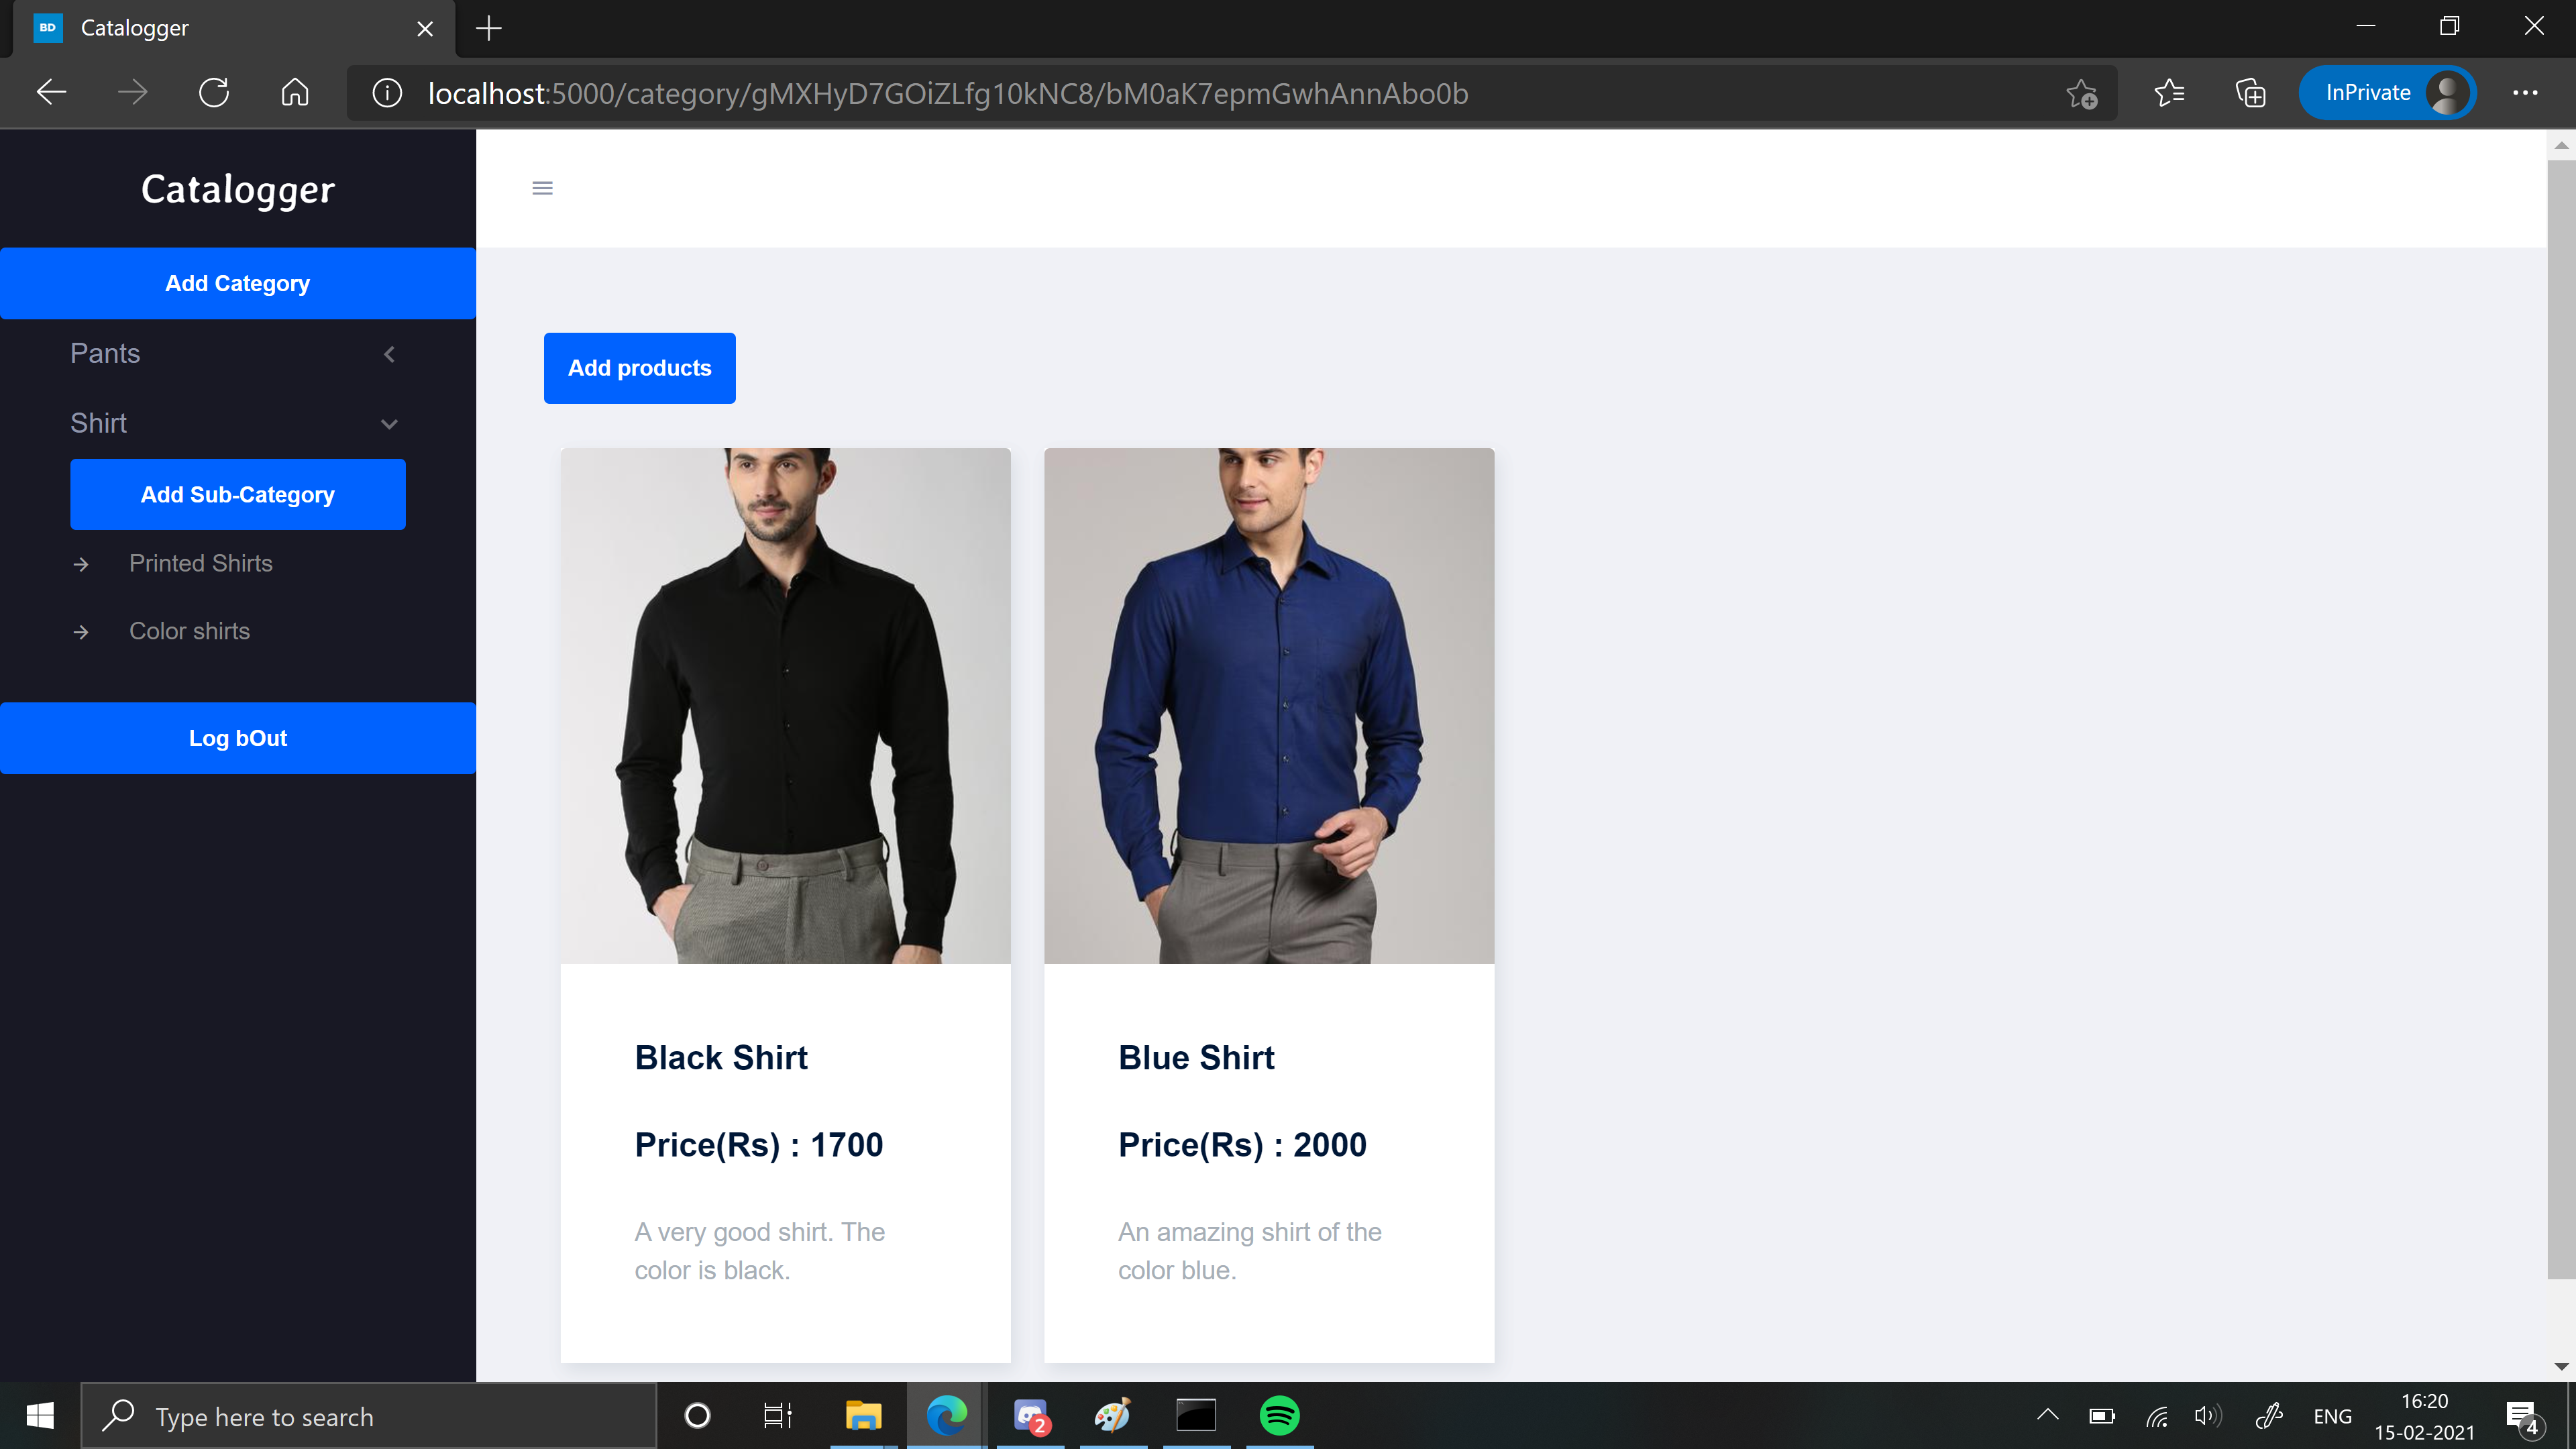 BD Catalogger
localhost:5000/category/gMXHyD7GOiZLfg10kNC8/bM0aK7epmGwhAnnAbo0b
InPrivate
Catalogger
Add Category
Pants
Shirt
Add Sub-Category
Printed Shirts
Color shirts
Log bOut
Add products
Black Shirt
Price(Rs) : 1700
A very good shirt. The
color is black.
Blue Shirt
Price(Rs) : 2000
An amazing shirt of the
color blue.
Type here to search
2
ENG
16:20
15-02-2021
4